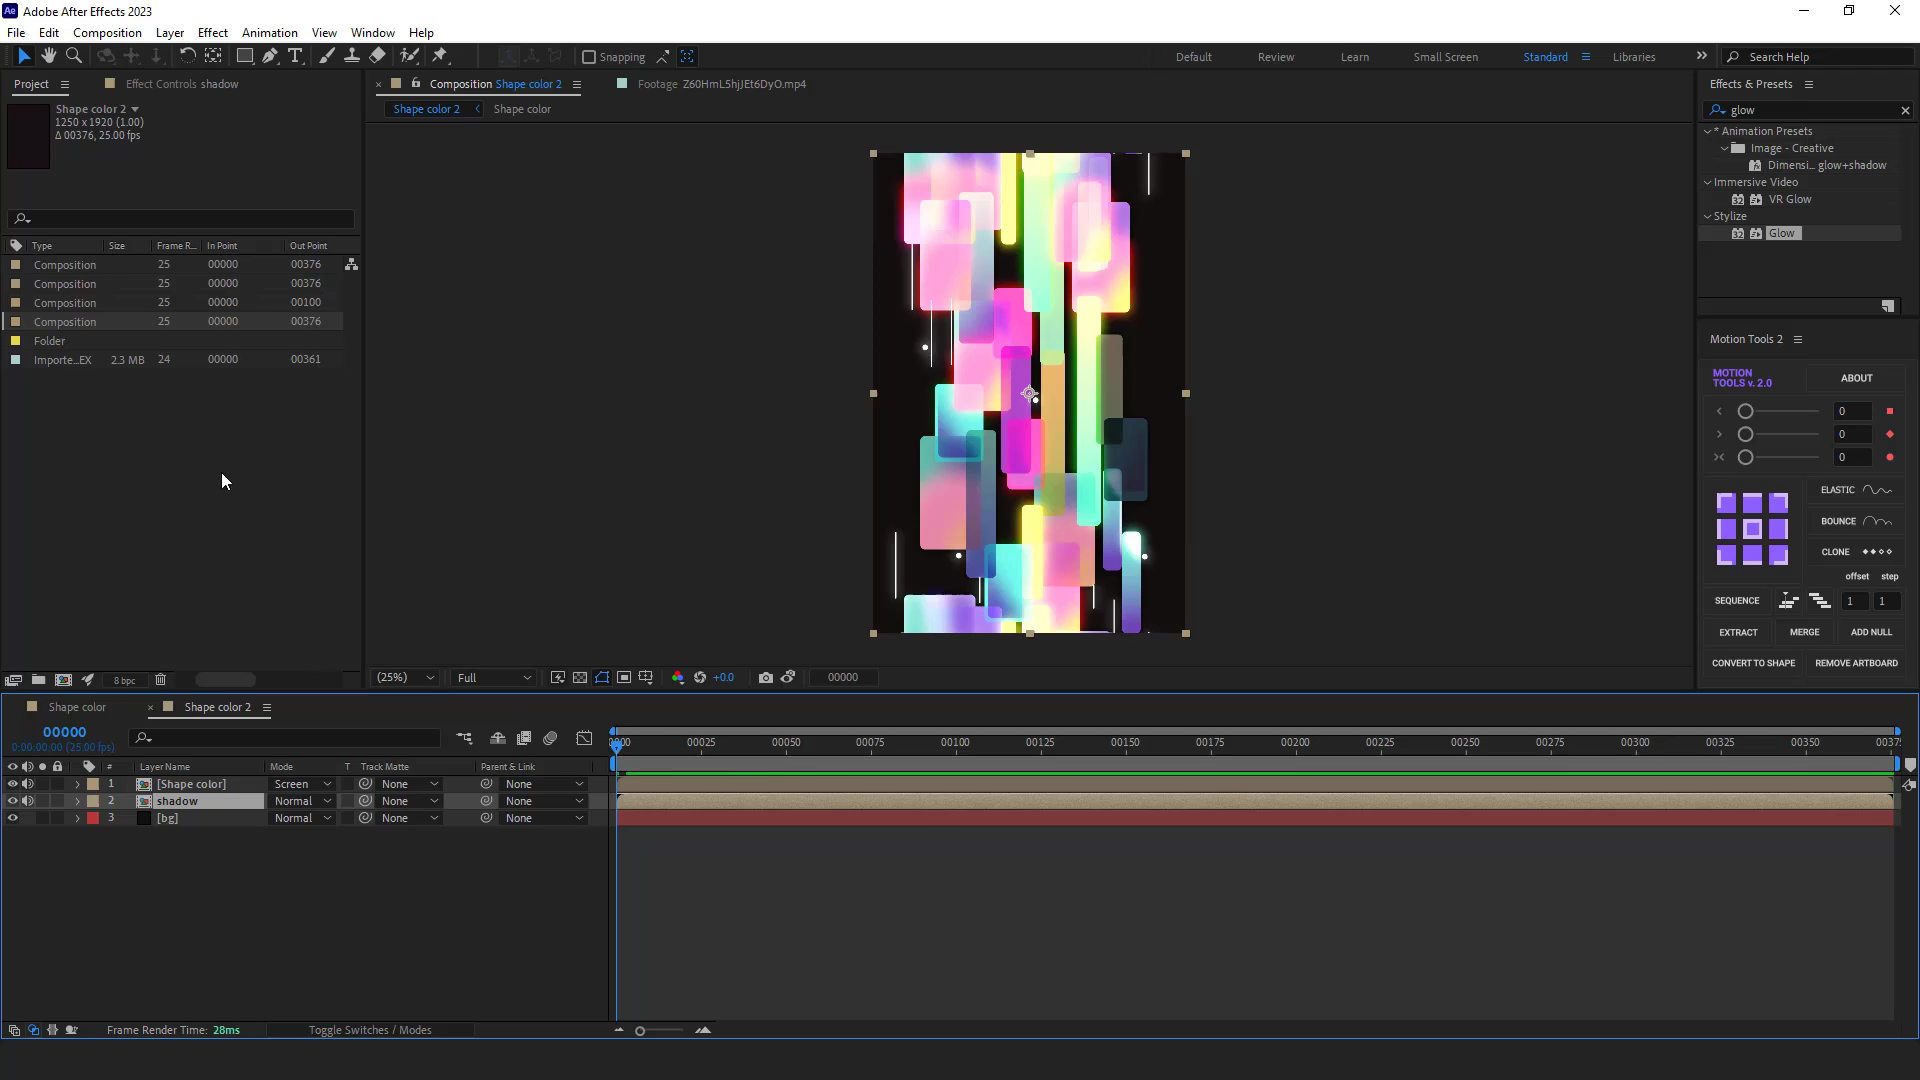 Adobe After Effects 2023
File Edit Composition Layer Effect Animation View Window Help
Snapping
Default Review Learn Small Screen Standard Libraries Search Help
Project Effect Controls shadow
Composition Shape color 2 Footage Z60HmL5hjJEt6DyO.mp4
Effects & Presets
Shape color 2
1250 x 1920 (1.00)
Δ 00376, 25.00 fps
Shape color 2 Shape color
glow
* Animation Presets
Image - Creative
Dimensi... glow+shadow
Immersive Video
VR Glow
Stylize
Glow
Type Size Frame R... In Point Out Point
Composition 25 00000 00376
Composition 25 00000 00376
Composition 25 00000 00100
Composition 25 00000 00376
Folder
Importe...EX 2.3 MB 24 00000 00361
Motion Tools 2
MOTION
TOOLS v. 2.0
ABOUT
0
0
0
ELASTIC
BOUNCE
CLONE
offset step
SEQUENCE 1 1
EXTRACT MERGE ADD NULL
CONVERT TO SHAPE REMOVE ARTBOARD
8 bpc
(25%) Full +0.0 00000
Shape color Shape color 2
00000
0:00:00:00 (25.00 fps)
0000 00025 00050 00075 00100 00125 00150 00175 00200 00225 00250 00275 00300 00325 00350 0037
# Layer Name Mode T Track Matte Parent & Link
1 [Shape color] Screen None None
2 shadow Normal None None
3 [bg] Normal None None
Frame Render Time: 28ms Toggle Switches / Modes